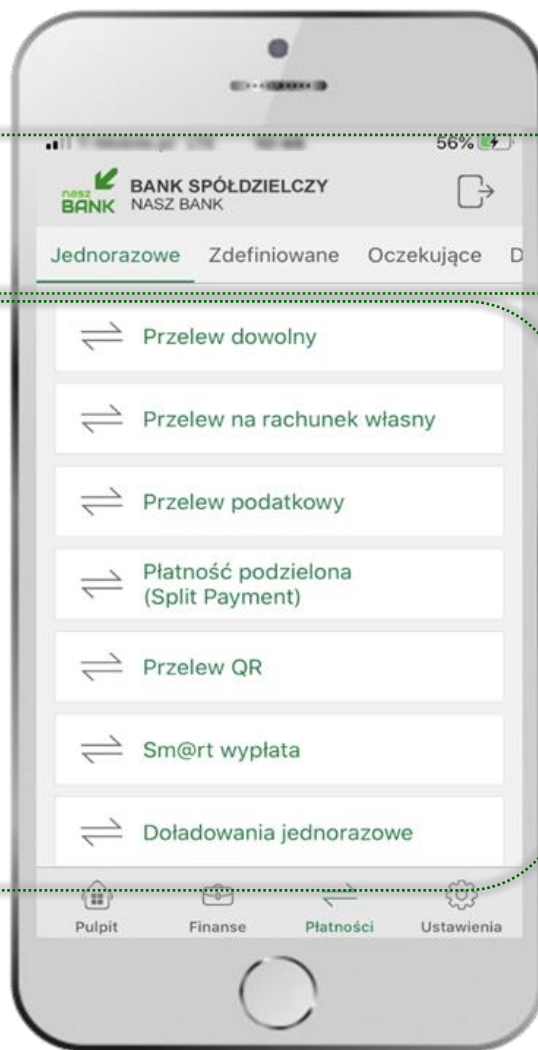 56%
nasz
BANK
BANK SPÓŁDZIELCZY
NASZ BANK
Jednorazowe Zdefiniowane Oczekujące D
Przelew dowolny
Przelew na rachunek własny
Przelew podatkowy
Płatność podzielona
(Split Payment)
Przelew QR
Sm@rt wypłata
Doładowania jednorazowe
Pulpit Finanse Płatności Ustawienia